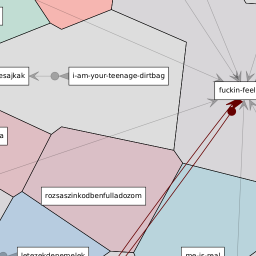 esajkak
i-am-your-teenage-dirtbag
fuckin-feel
a
rozsaszinkodbenfulladozom
letezekdenemelek
me-is-real